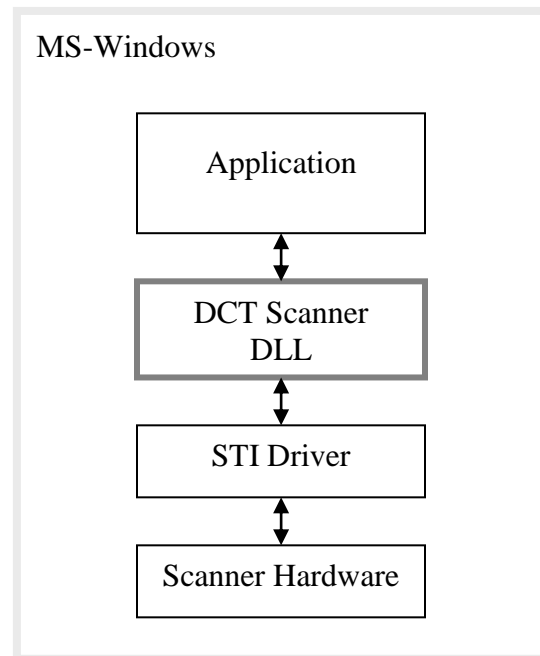 MS-Windows
Application
DCT Scanner
DLL
STI Driver
Scanner Hardware